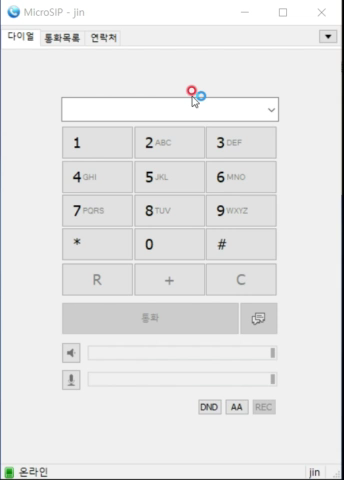 MicroSIP - jin
다이얼 통화목록 연락처
1 2 ABC 3 DEF
4 GHI 5 JKL 6 MNO
7 PQRS 8 TUV 9 WXYZ
* 0 #
R + C
통화
DND AA REC
온라인 jin